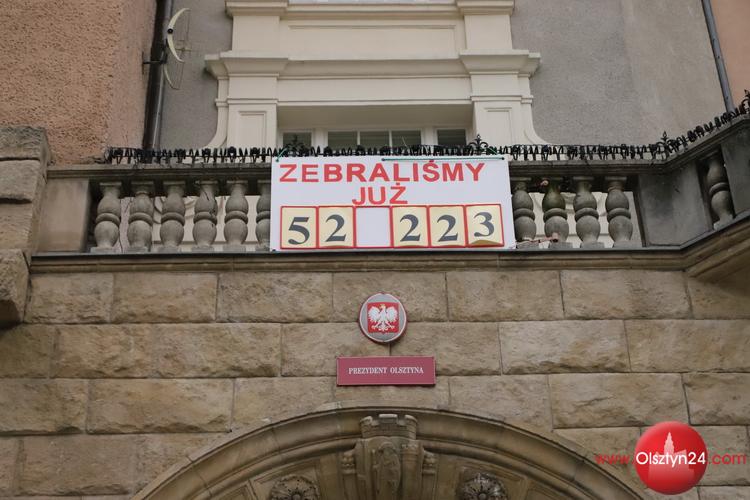 ZEBRALIŚMY
JUŻ
52 223
PREZYDENT OLSZTYNA
www.Olsztyn24.com